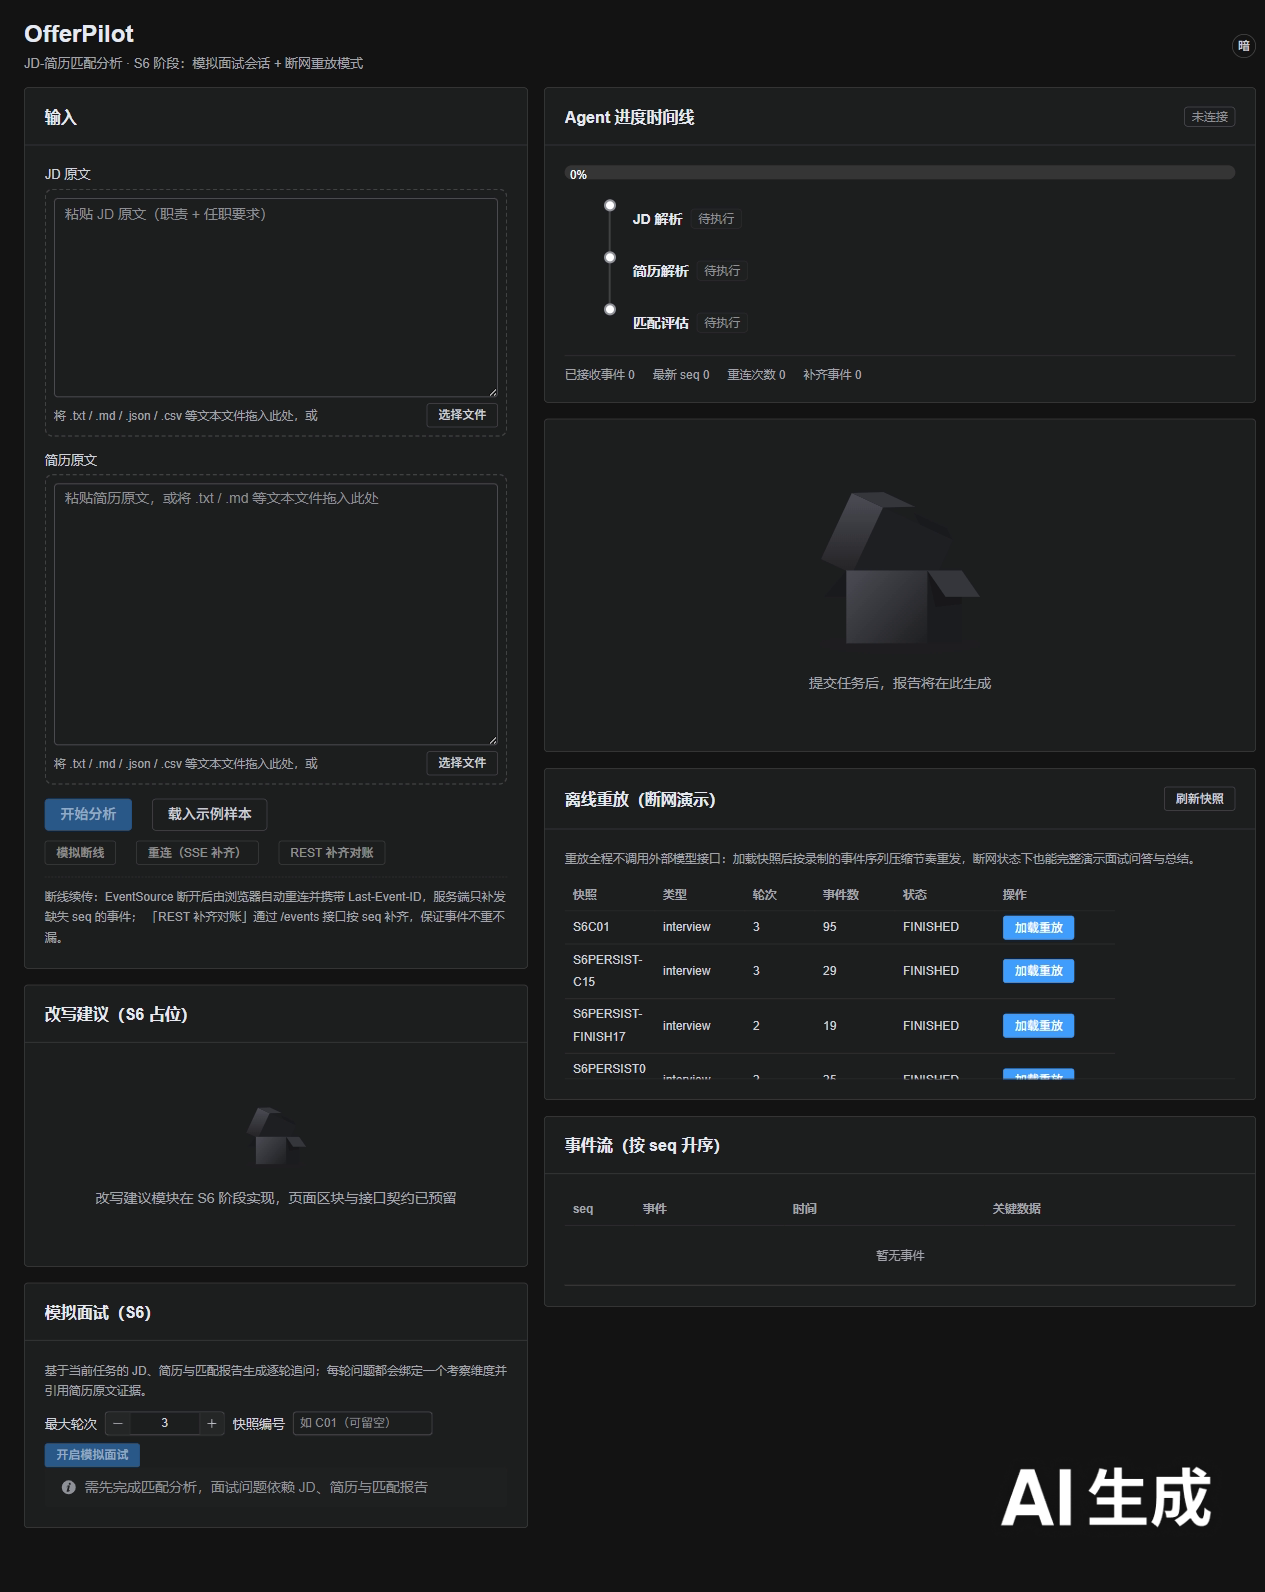 OfferPilot
JD-简历匹配分析 · S6 阶段：模拟面试会话 + 断网重放模式
暗
输入
JD 原文
粘贴 JD 原文（职责 + 任职要求）
将 .txt / .md / .json / .csv 等文本文件拖入此处，或
选择文件
简历原文
粘贴简历原文，或将 .txt / .md 等文本文件拖入此处
将 .txt / .md / .json / .csv 等文本文件拖入此处，或
选择文件
开始分析
载入示例样本
模拟断线
重连（SSE 补齐）
REST 补齐对账
断线续传：EventSource 断开后由浏览器自动重连并携带 Last-Event-ID，服务端只补发
缺失 seq 的事件；「REST 补齐对账」通过 /events 接口按 seq 补齐，保证事件不重不
漏。
改写建议（S6 占位）
改写建议模块在 S6 阶段实现，页面区块与接口契约已预留
模拟面试（S6）
基于当前任务的 JD、简历与匹配报告生成逐轮追问；每轮问题都会绑定一个考察维度并
引用简历原文证据。
最大轮次 － 3 ＋ 快照编号 如 C01（可留空）
开启模拟面试
需先完成匹配分析，面试问题依赖 JD、简历与匹配报告
Agent 进度时间线
未连接
0%
JD 解析 待执行
简历解析 待执行
匹配评估 待执行
已接收事件 0 最新 seq 0 重连次数 0 补齐事件 0
提交任务后，报告将在此生成
离线重放（断网演示）
刷新快照
重放全程不调用外部模型接口：加载快照后按录制的事件序列压缩节奏重发，断网状态下也能完整演示面试问答与总结。
快照 类型 轮次 事件数 状态 操作
S6C01 interview 3 95 FINISHED 加载重放
S6PERSIST-
C15 interview 3 29 FINISHED 加载重放
S6PERSIST-
FINISH17 interview 2 19 FINISHED 加载重放
S6PERSIST0
interview 2 25 FINISHED 加载重放
事件流（按 seq 升序）
seq 事件 时间 关键数据
暂无事件
AI 生成